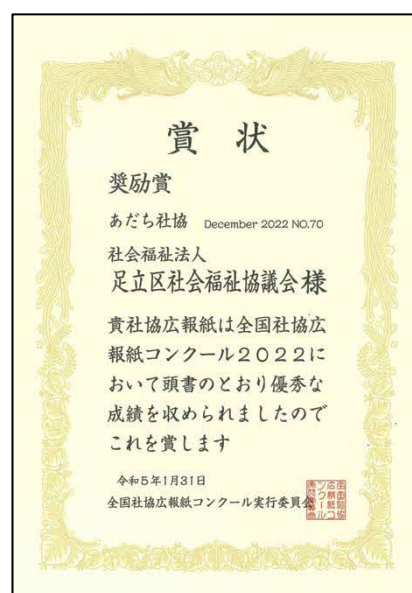 賞状
奨励賞
あだち社協 December 2022 NO.70
社会福祉法人
足立区社会福祉協議会様
貴社協広報紙は全国社協広
報紙コンクール2022に
おいて頭書のとおり優秀な
成績を収められましたので
これを賞します
令和5年1月31日
全国社協広報紙コンクール実行委員会